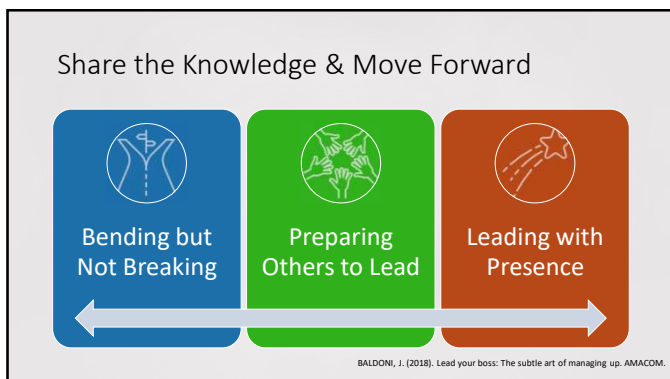 Share the Knowledge & Move Forward
Bending but
Not Breaking
Preparing
Others to Lead
Leading with
Presence
BALDONI, J. (2018). Lead your boss: The subtle art of managing up. AMACOM.